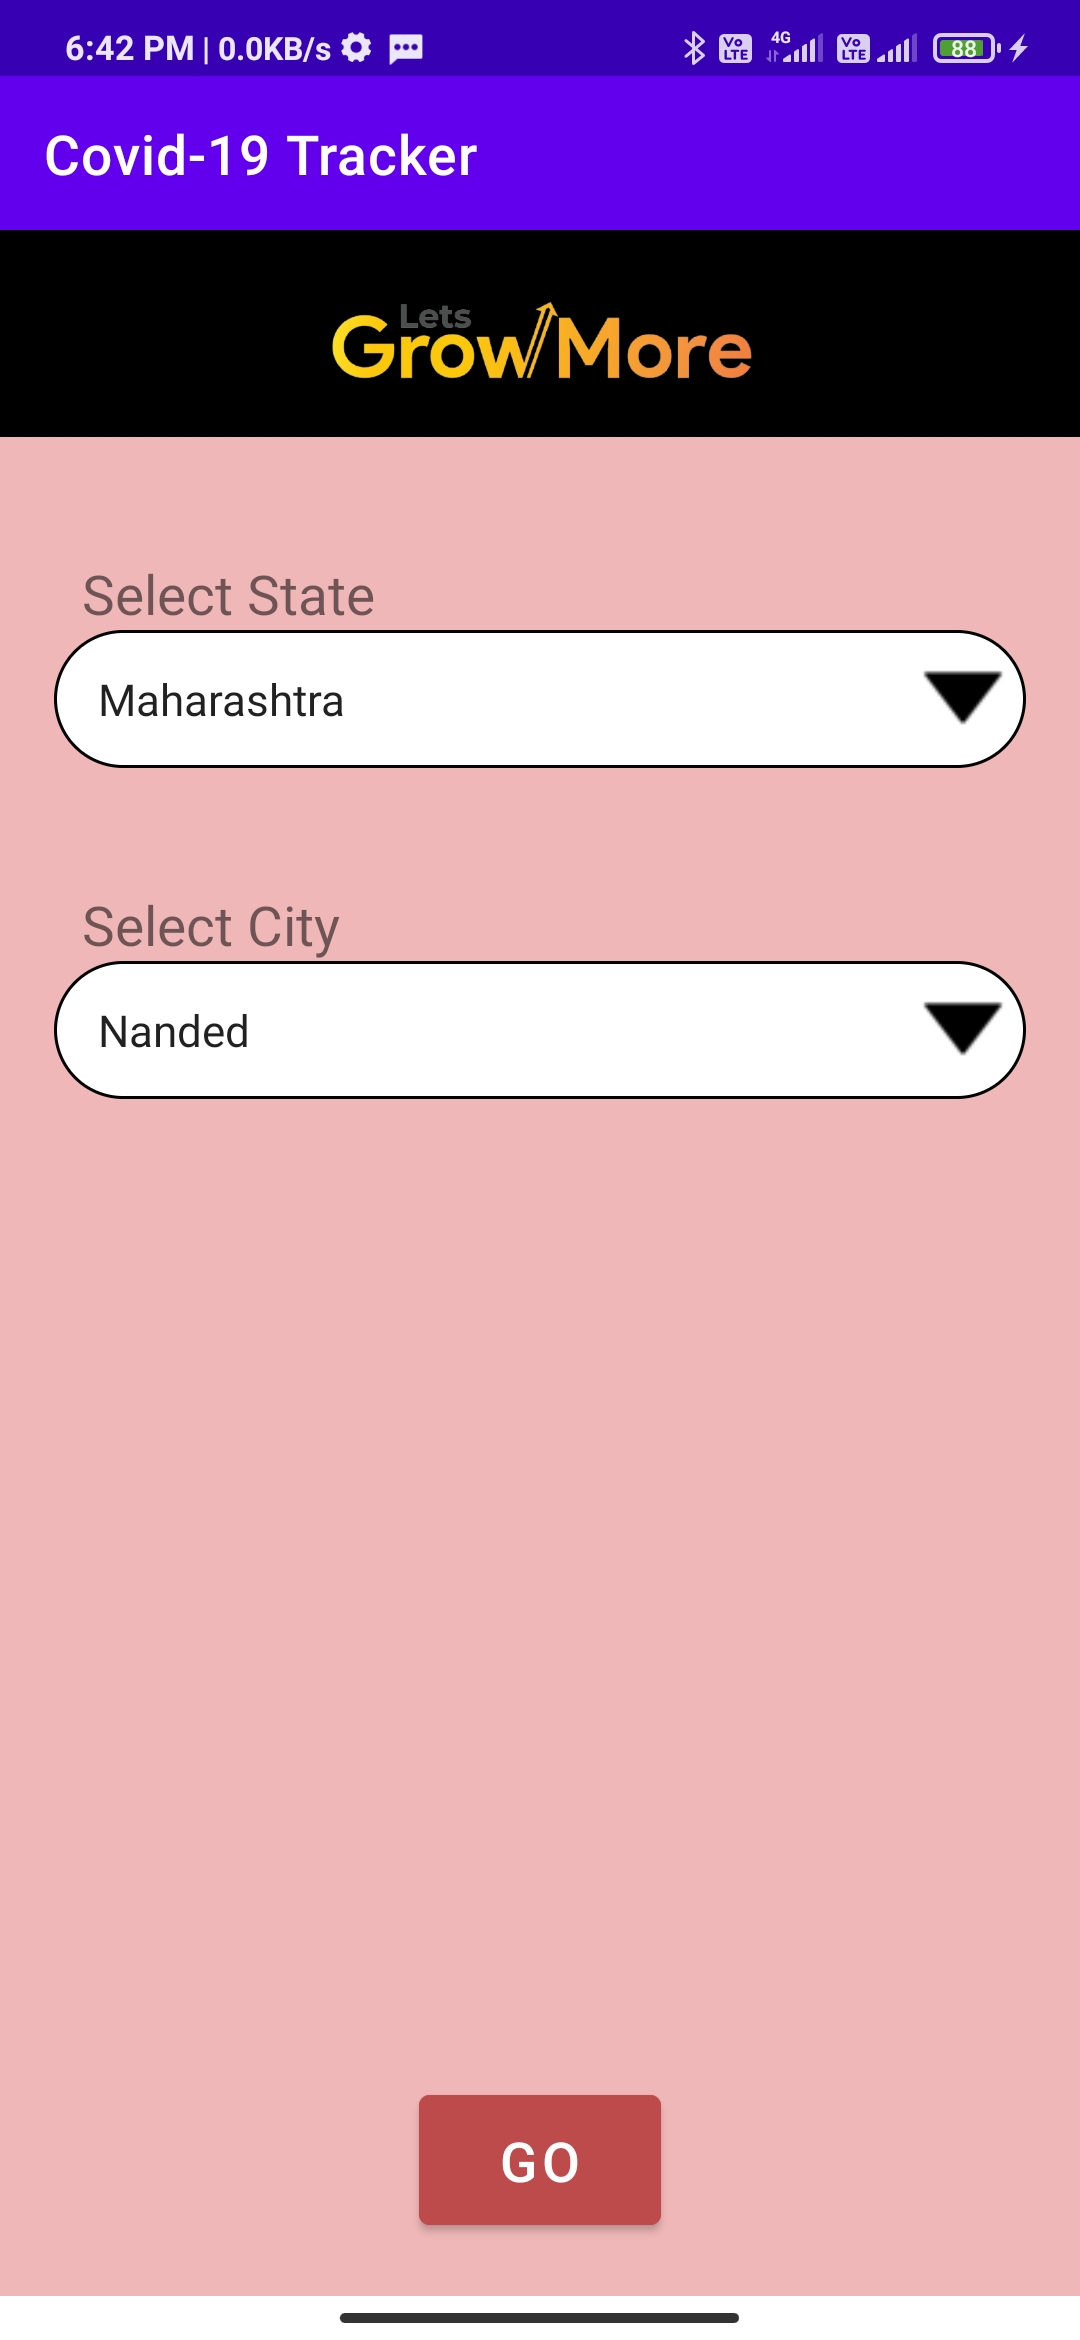 6:42 PM | 0.0KB/s Vo LTE 4G Vo LTE 88
Covid-19 Tracker
Lets
GrowMore
Select State
Maharashtra
Select City
Nanded
GO